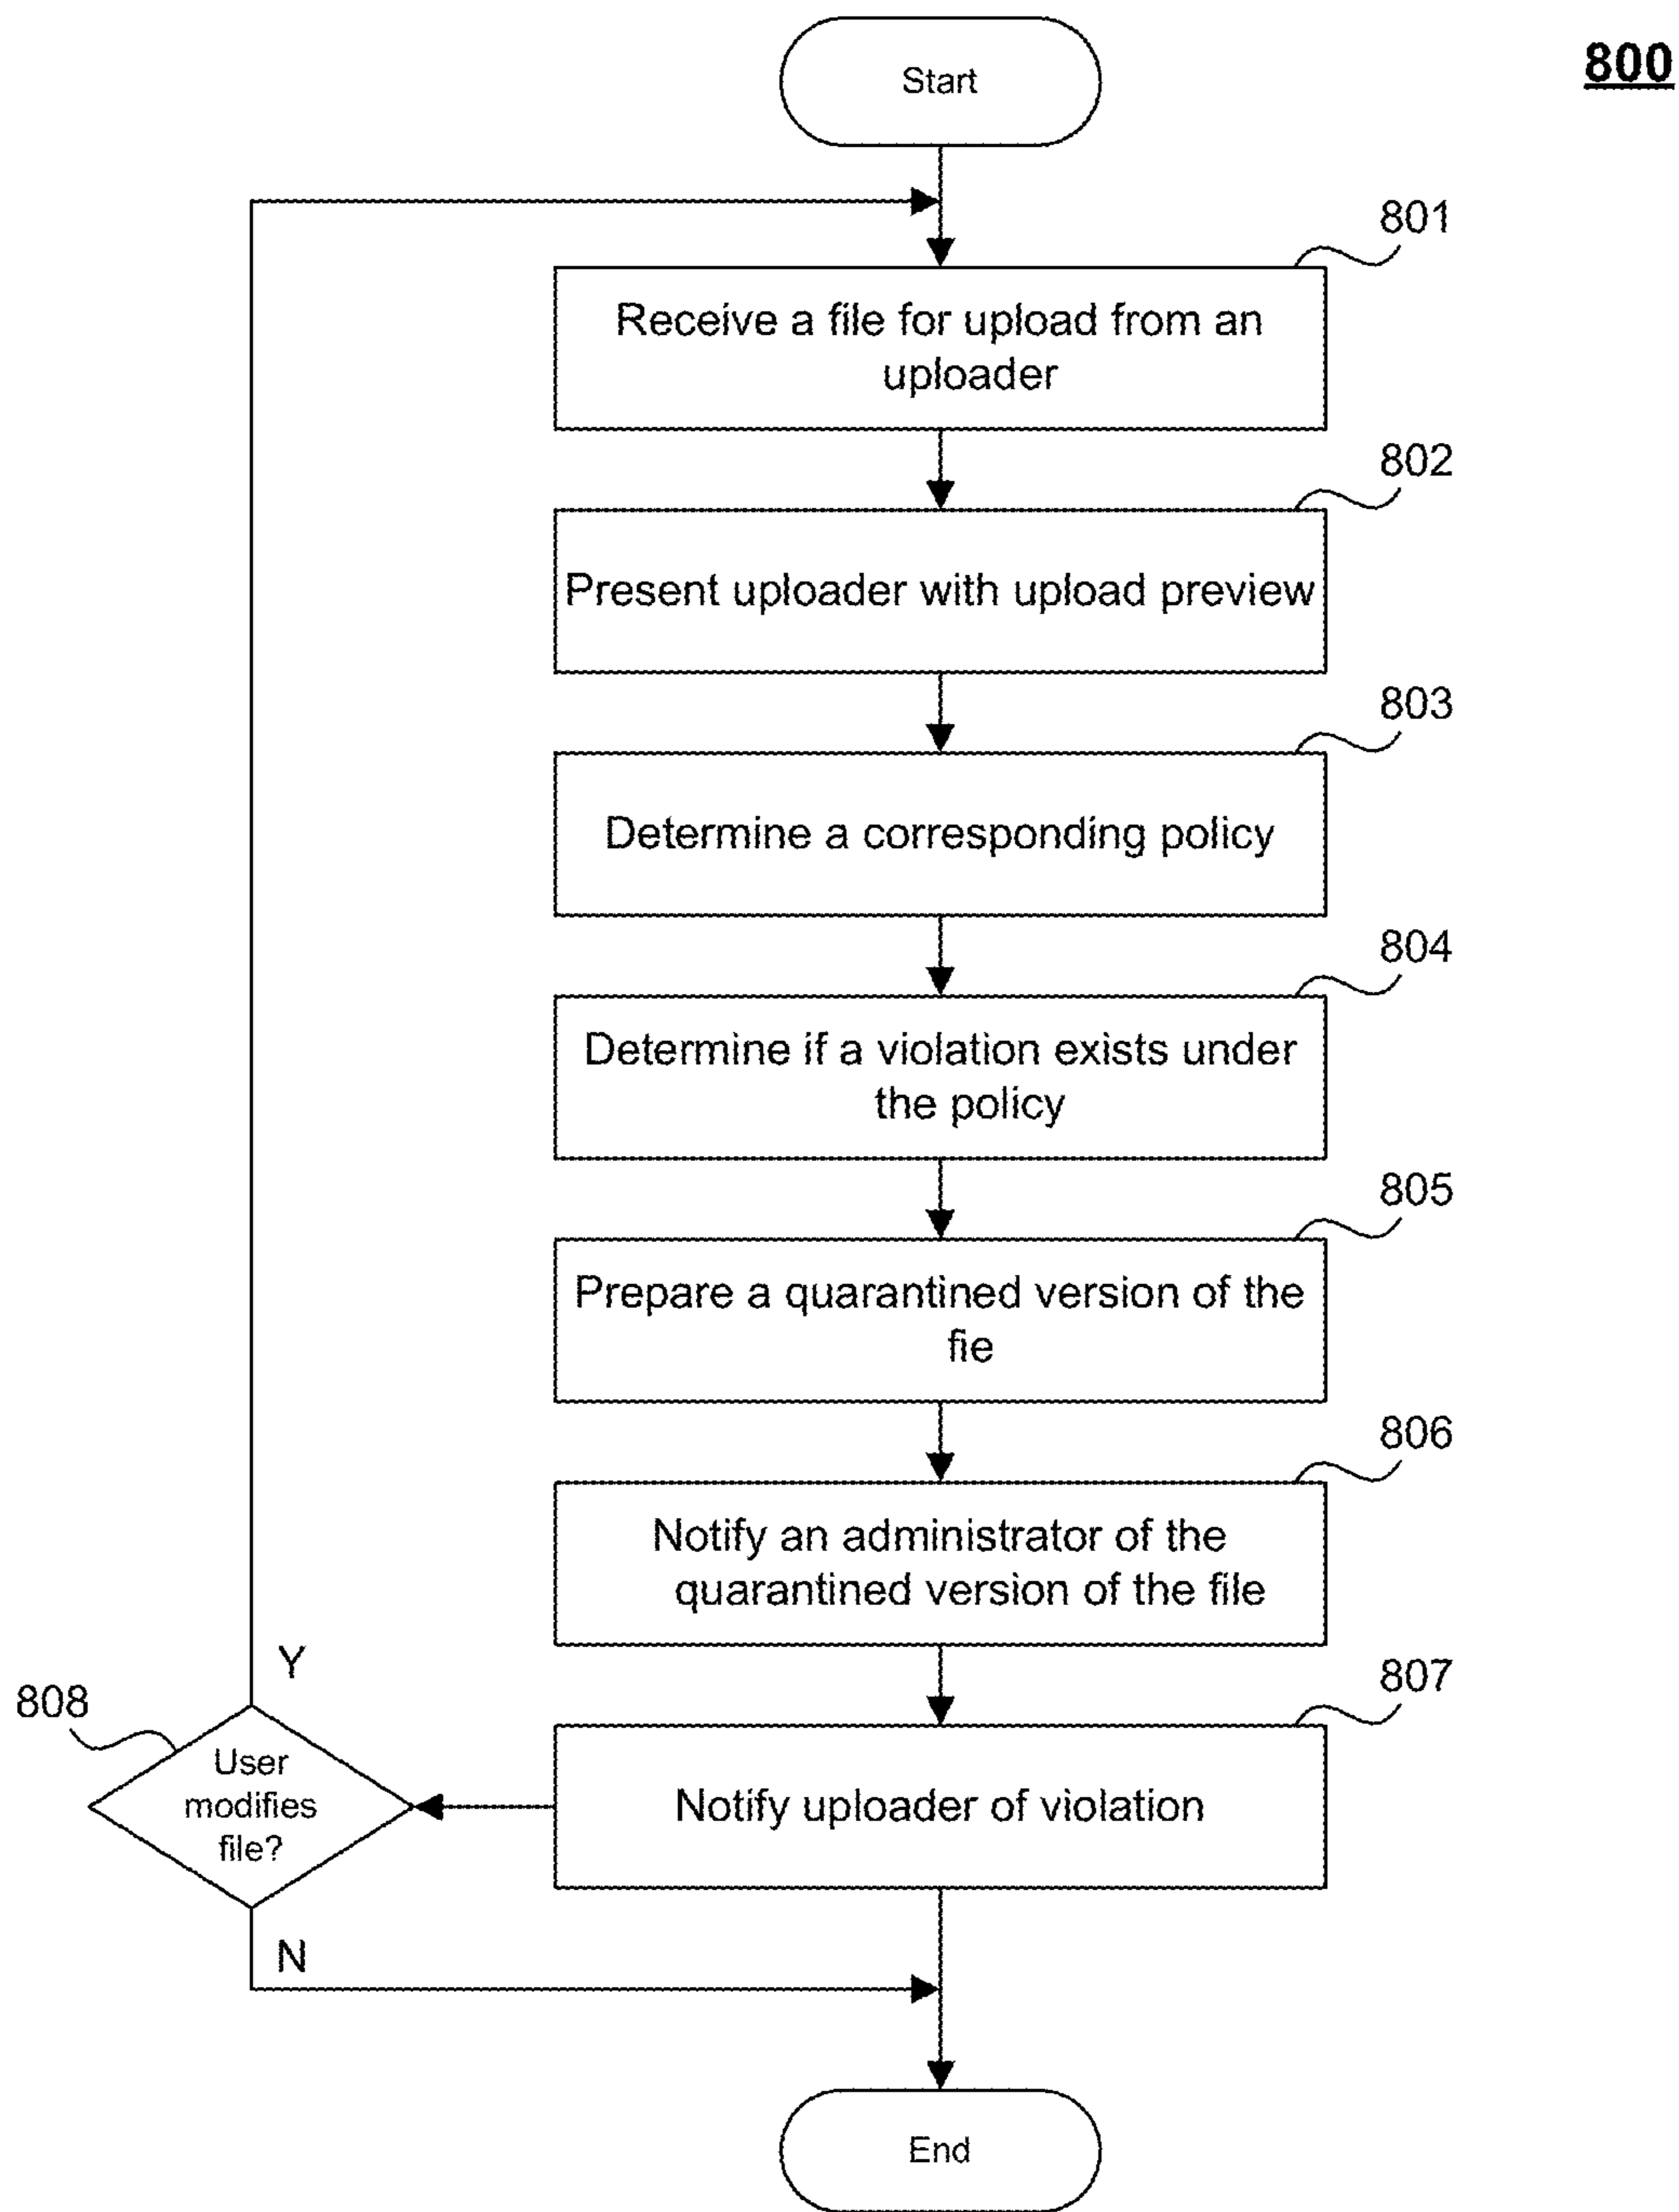 800
Start
801
Receive a file for upload from an
uploader
802
Present uploader with upload preview
803
Determine a corresponding policy
804
Determine if a violation exists under
the policy
805
Prepare a quarantined version of the
fie
806
Notify an administrator of the
quarantined version of the file
Y
807
808
User
modifies
file?
Notify uploader of violation
N
End